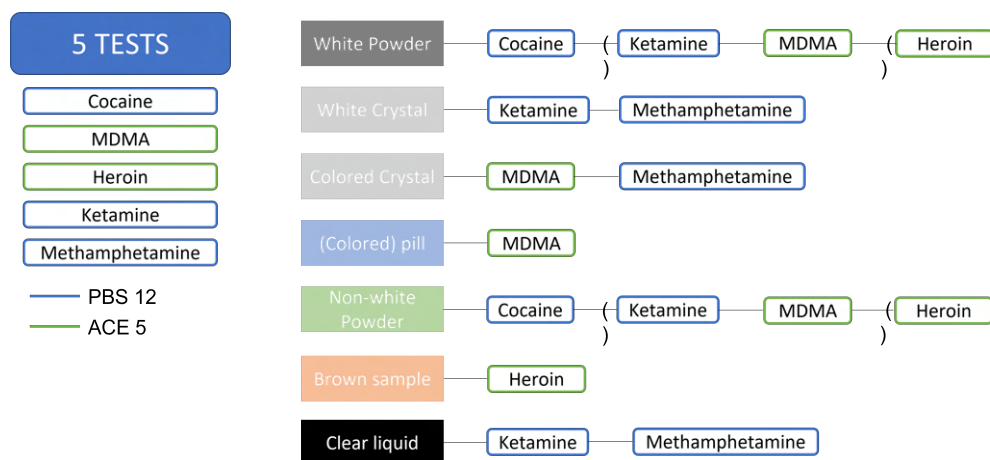 5 TESTS
Cocaine
MDMA
Heroin
Ketamine
Methamphetamine
PBS 12
ACE 5
White Powder Cocaine ( ) Ketamine MDMA ( ) Heroin
White Crystal Ketamine Methamphetamine
Colored Crystal MDMA Methamphetamine
(Colored) pill MDMA
Non-white
Powder Cocaine ( ) Ketamine MDMA ( ) Heroin
Brown sample Heroin
Clear liquid Ketamine Methamphetamine